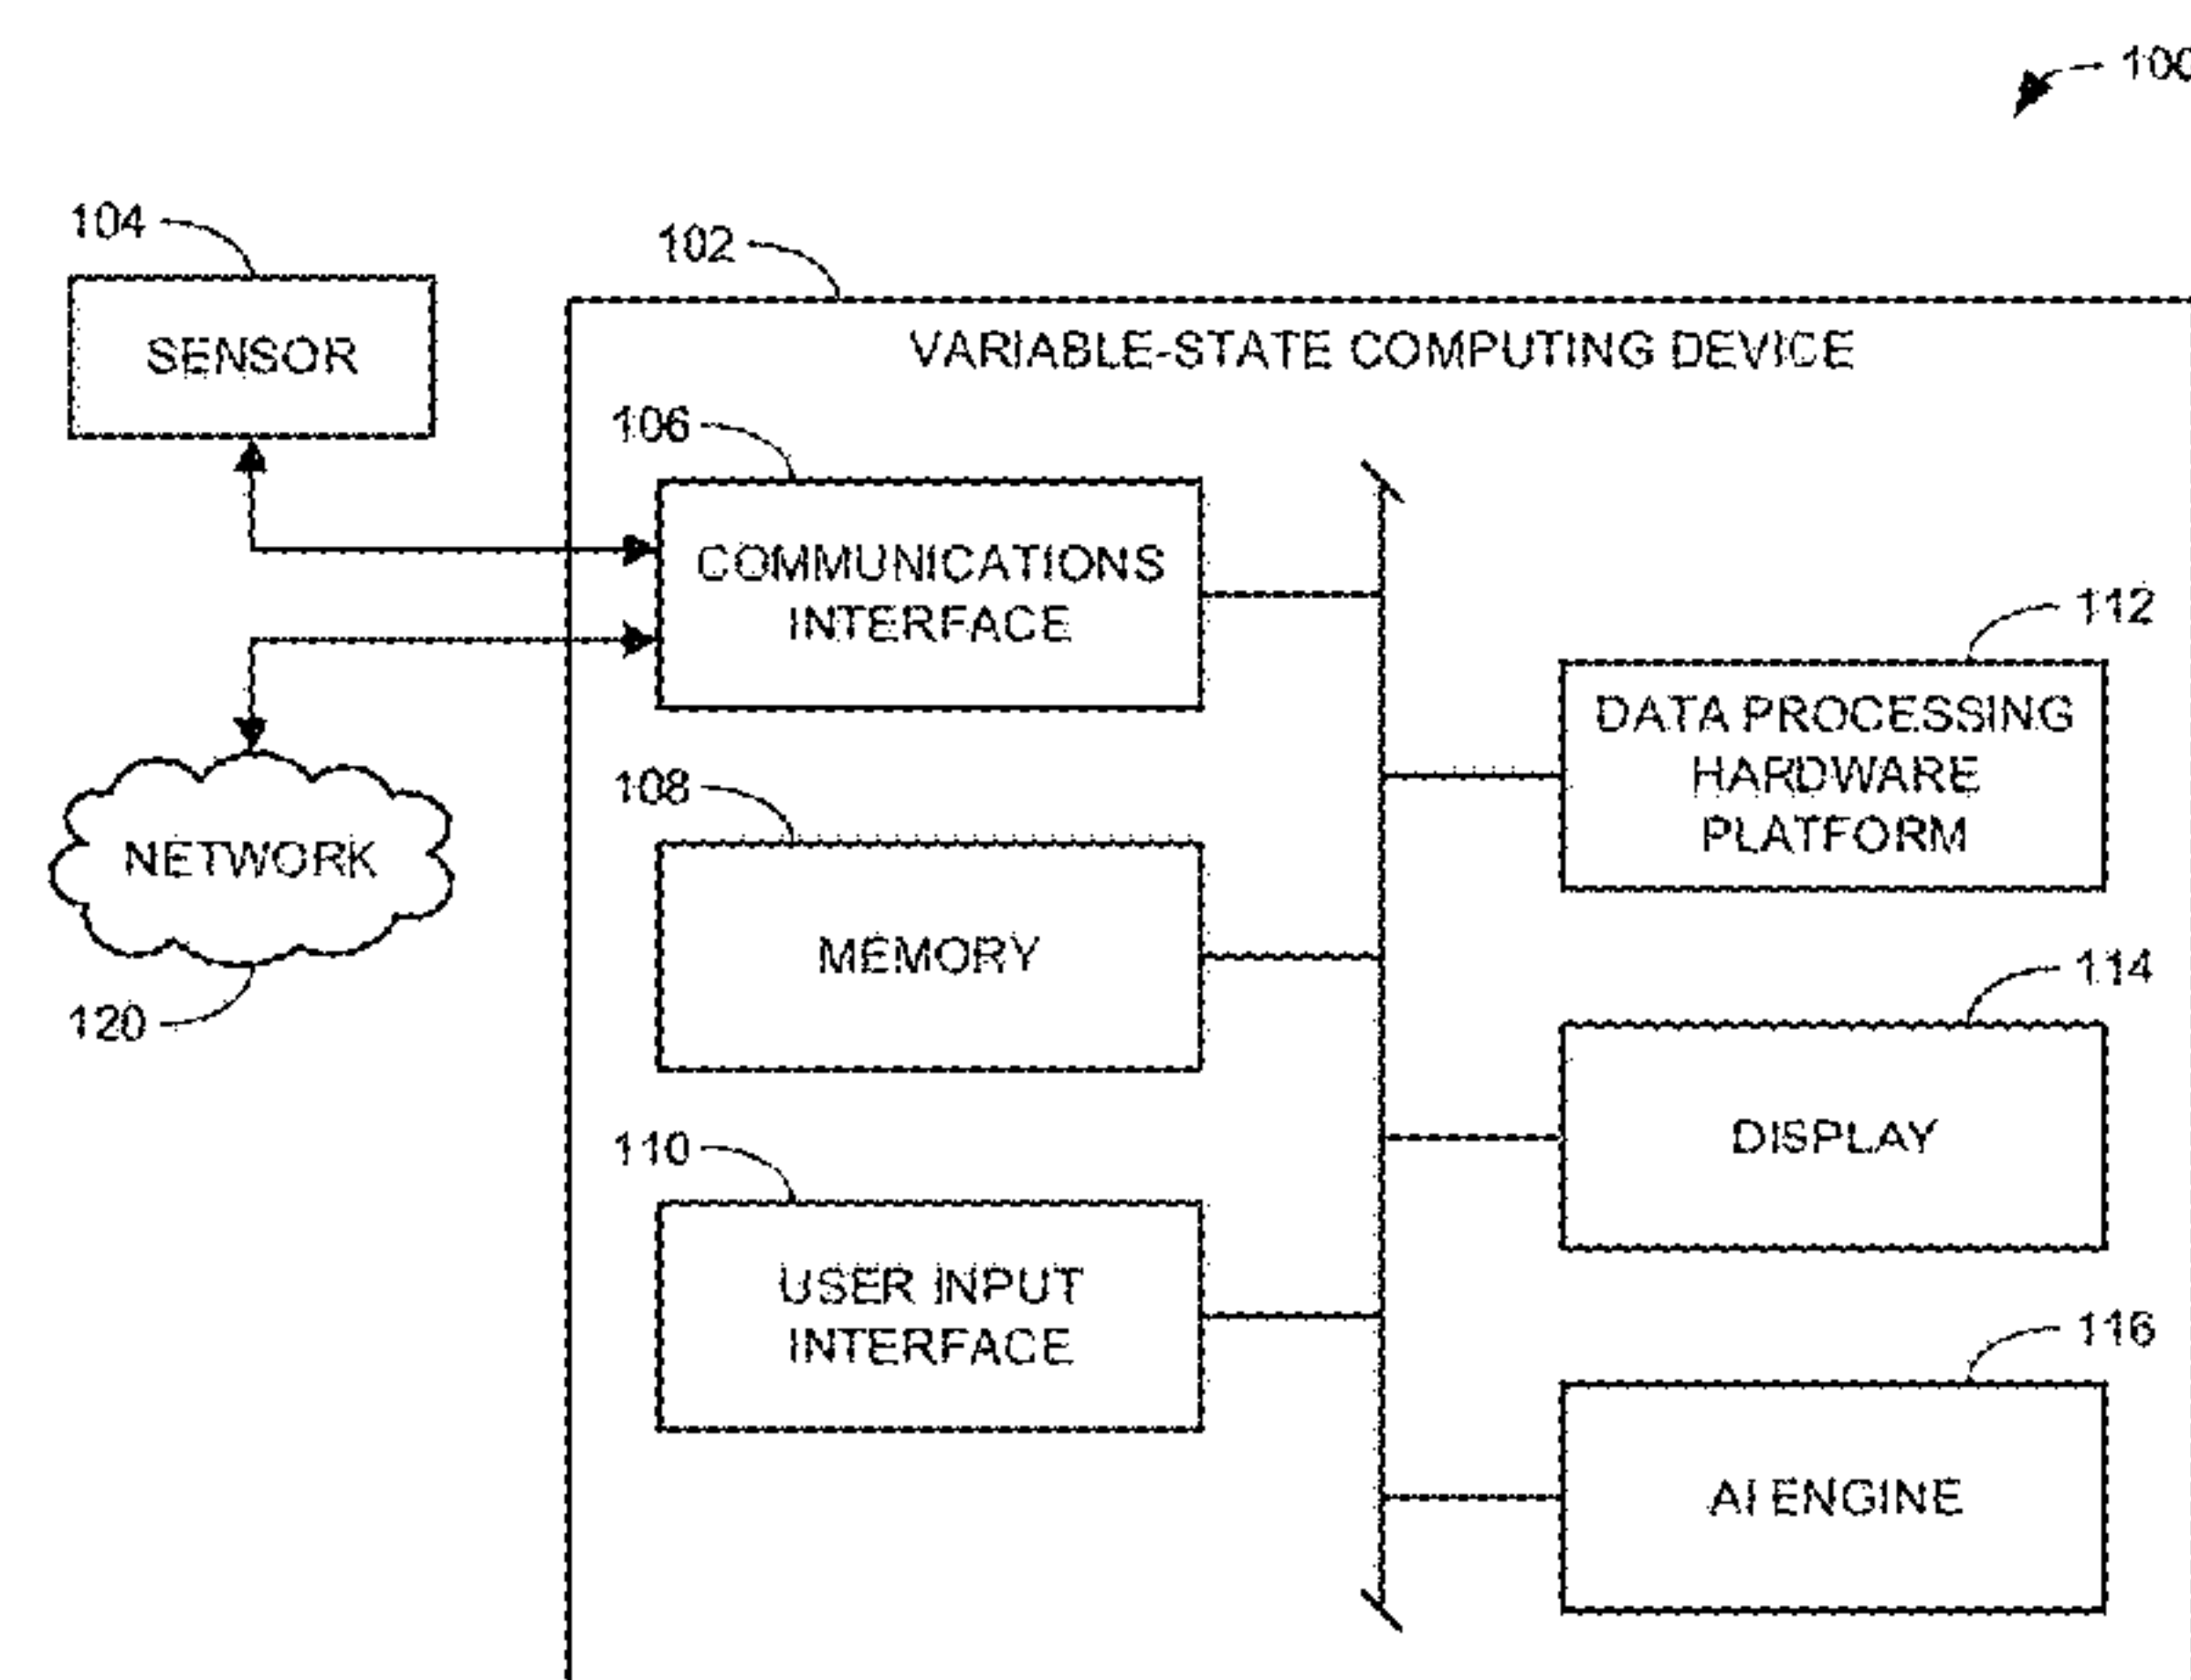 100
104
102
SENSOR
VARIABLE-STATE COMPUTING DEVICE
106
COMMUNICATIONS
INTERFACE
112
DATA PROCESSING
HARDWARE
PLATFORM
108
NETWORK
MEMORY
114
120
DISPLAY
110
USER INPUT
INTERFACE
116
AI ENGINE